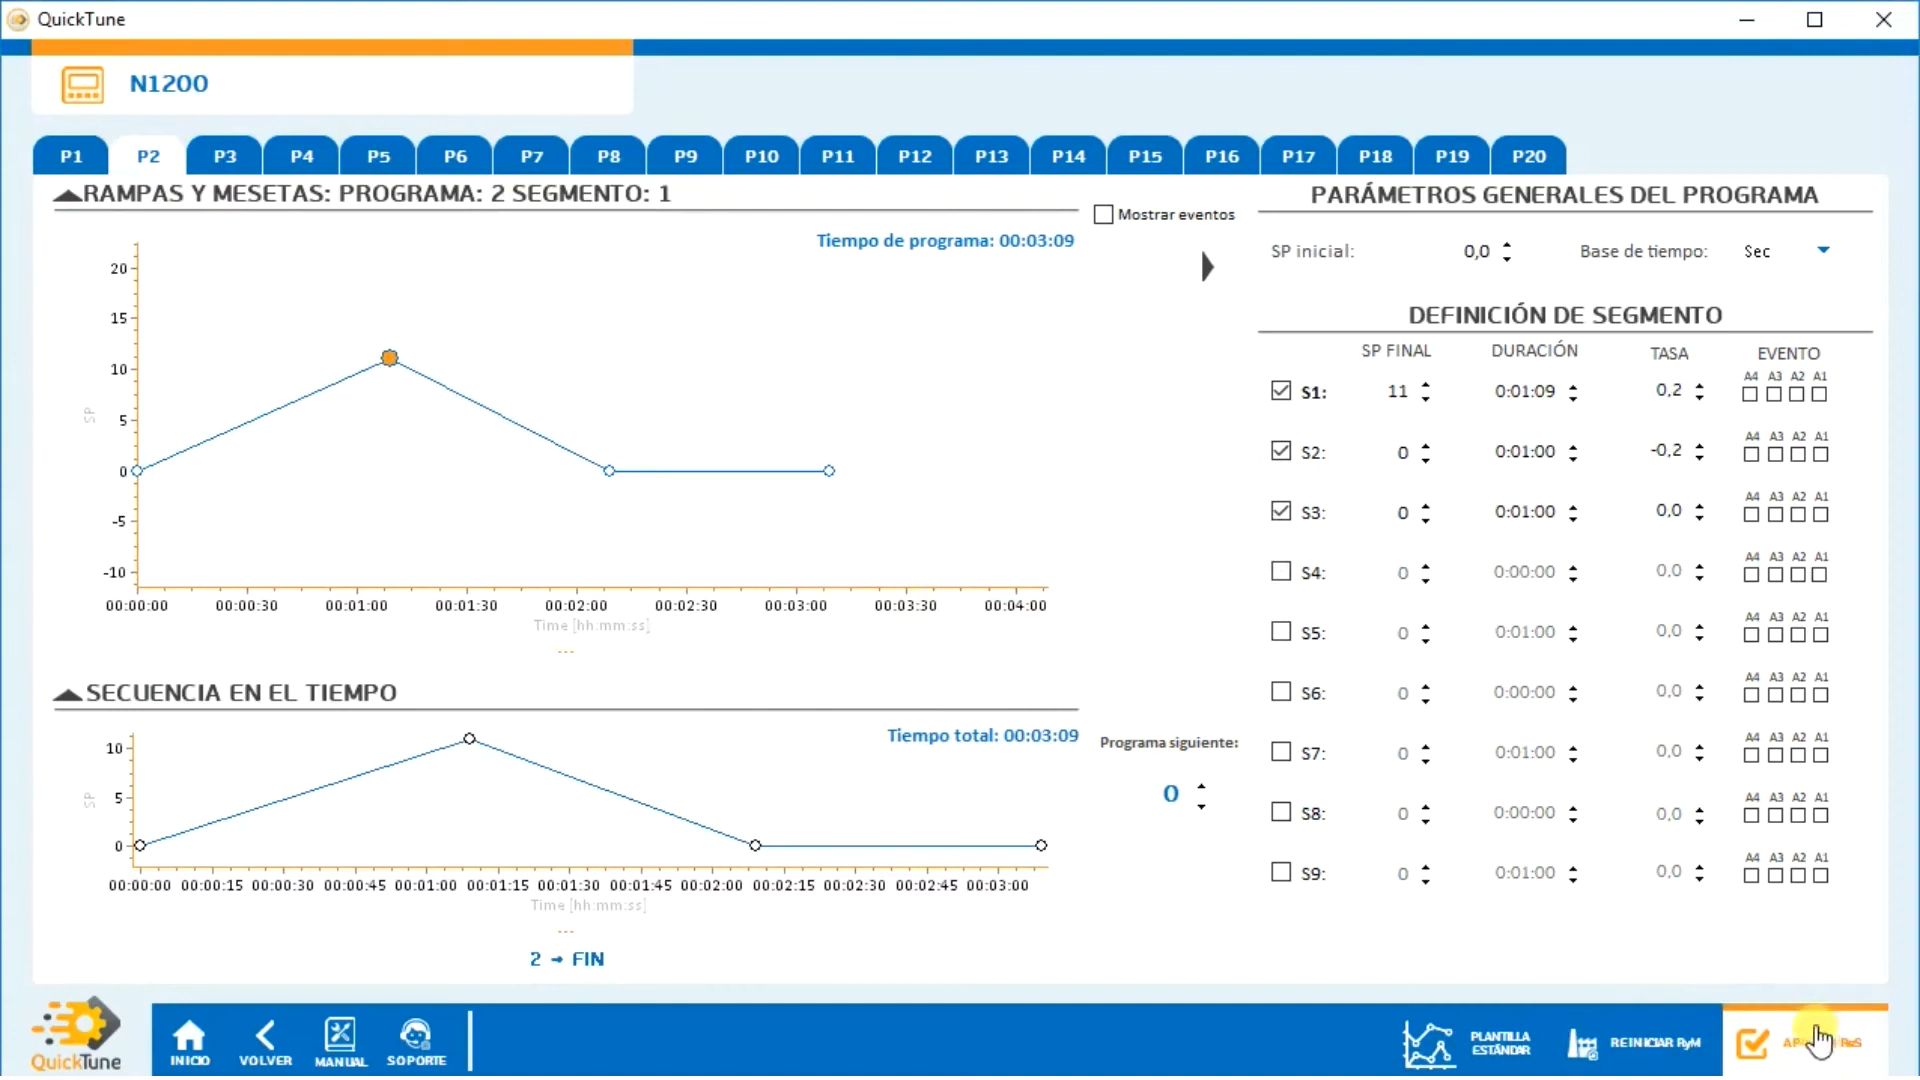 QuickTune
N1200
P1 P2 P3 P4 P5 P6 P7 P8 P9 P10 P11 P12 P13 P14 P15 P16 P17 P18 P19 P20
RAMPAS Y MESETAS: PROGRAMA: 2 SEGMENTO: 1
Mostrar eventos
Tiempo de programa: 00:03:09
20
15
10
5
0
-5
-10
SP
00:00:00 00:00:30 00:01:00 00:01:30 00:02:00 00:02:30 00:03:00 00:03:30 00:04:00
Time [hh:mm:ss]
---
SECUENCIA EN EL TIEMPO
Tiempo total: 00:03:09
10
5
0
SP
00:00:00 00:00:15 00:00:30 00:00:45 00:01:00 00:01:15 00:01:30 00:01:45 00:02:00 00:02:15 00:02:30 00:02:45 00:03:00
Time [hh:mm:ss]
---
2 → FIN
Programa siguiente:
0
PARÁMETROS GENERALES DEL PROGRAMA
SP inicial: 0,0 Base de tiempo: Sec
DEFINICIÓN DE SEGMENTO
SP FINAL DURACIÓN TASA EVENTO
A4 A3 A2 A1
S1: 11 0:01:09 0,2
A4 A3 A2 A1
S2: 0 0:01:00 -0,2
A4 A3 A2 A1
S3: 0 0:01:00 0,0
A4 A3 A2 A1
S4: 0 0:00:00 0,0
A4 A3 A2 A1
S5: 0 0:01:00 0,0
A4 A3 A2 A1
S6: 0 0:00:00 0,0
A4 A3 A2 A1
S7: 0 0:01:00 0,0
A4 A3 A2 A1
S8: 0 0:00:00 0,0
A4 A3 A2 A1
S9: 0 0:01:00 0,0
QuickTune
INICIO VOLVER MANUAL SOPORTE
PLANTILLA
ESTÁNDAR
REINICIAR RyM